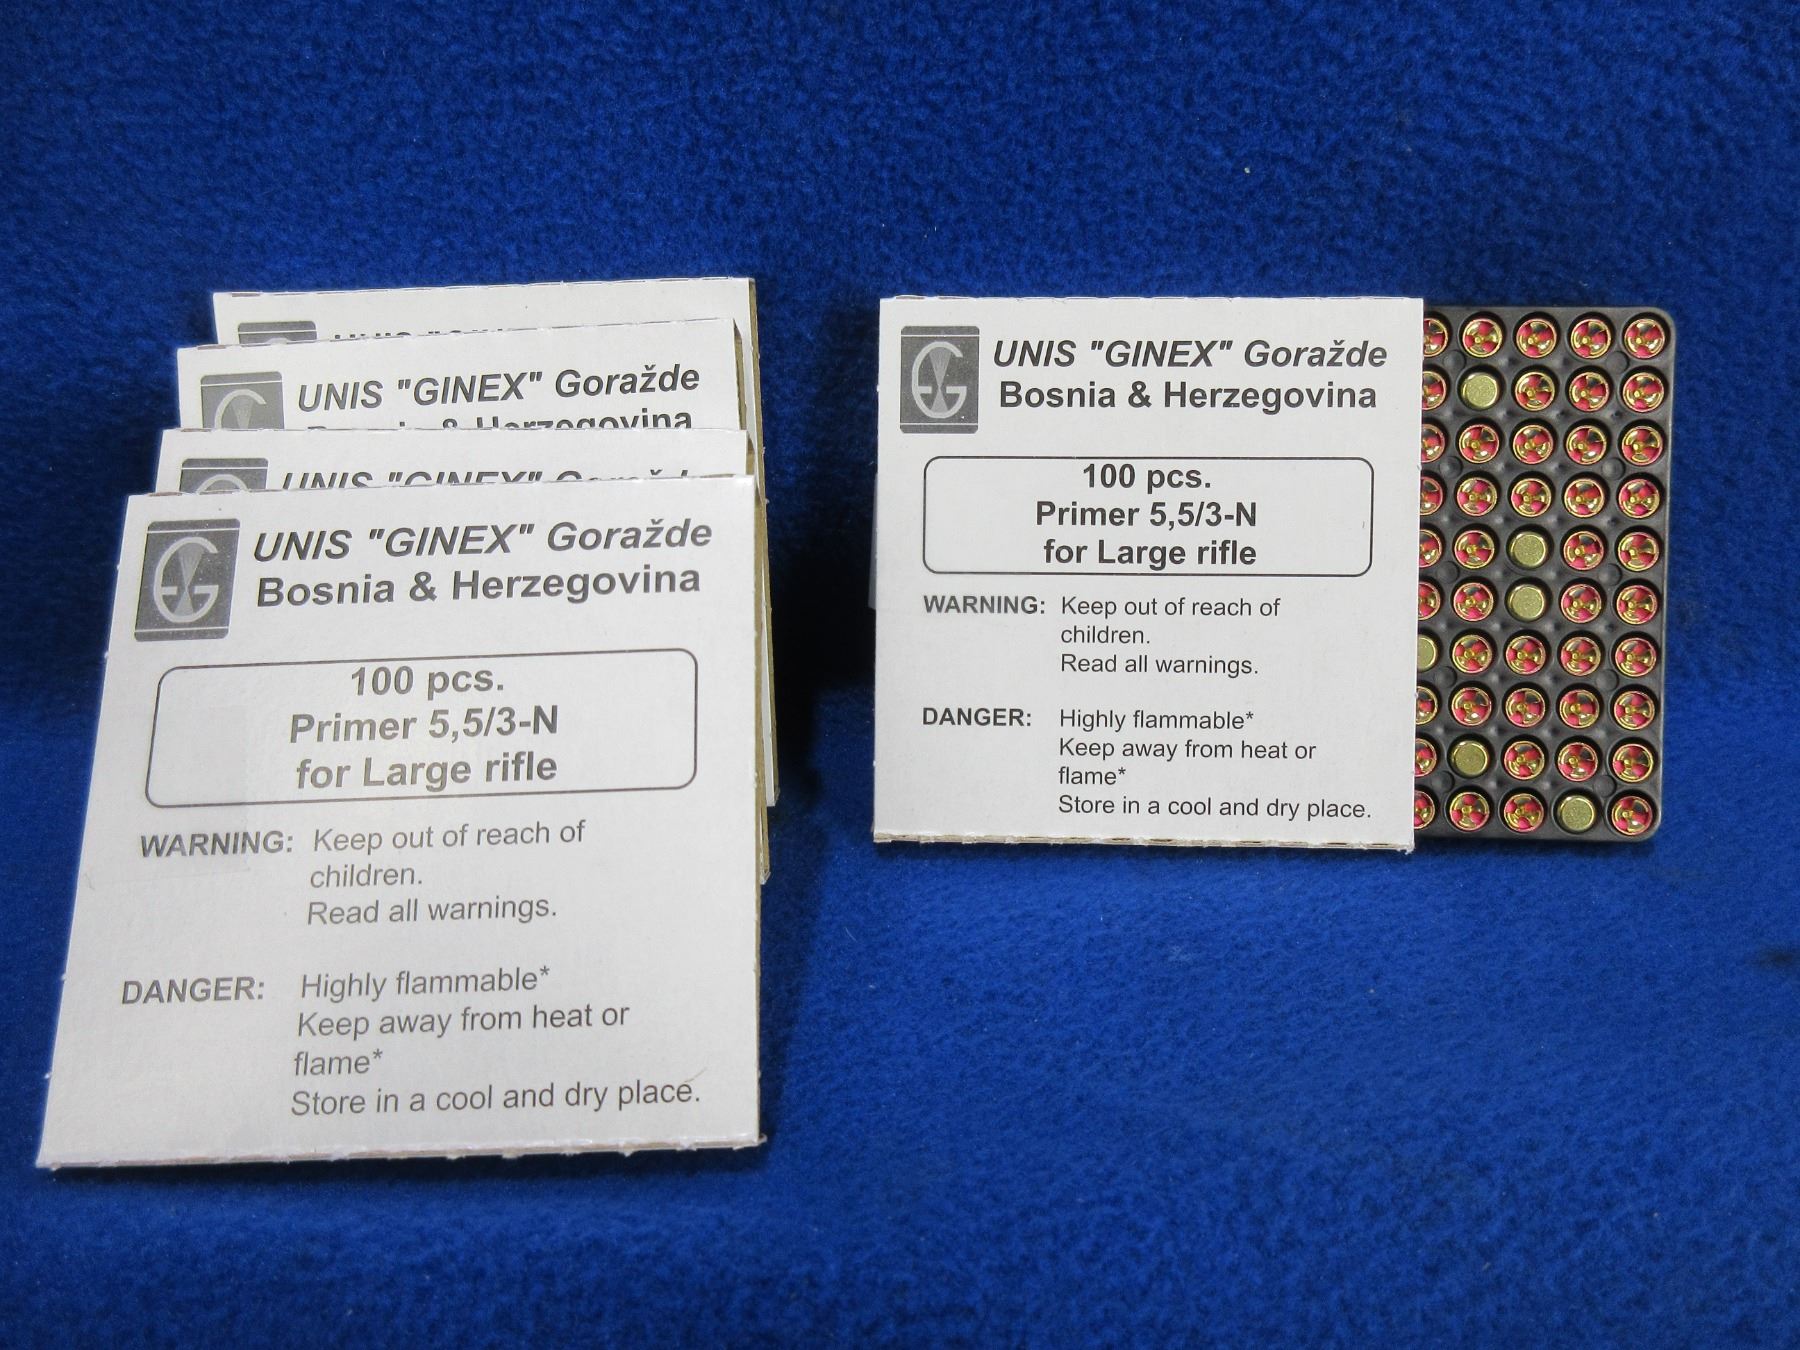 UNIS "GINEX" Goražde
UNIS "GINEX" Goražde
Bosnia & Herzegovina
100 pcs.
Primer 5,5/3-N
for Large rifle
WARNING: Keep out of reach of
children.
Read all warnings.
DANGER: Highly flammable*
Keep away from heat or
flame*
Store in a cool and dry place.
UNIS "GINEX" Goražde
Bosnia & Herzegovina
100 pcs.
Primer 5,5/3-N
for Large rifle
WARNING: Keep out of reach of
children.
Read all warnings.
DANGER: Highly flammable*
Keep away from heat or
flame*
Store in a cool and dry place.